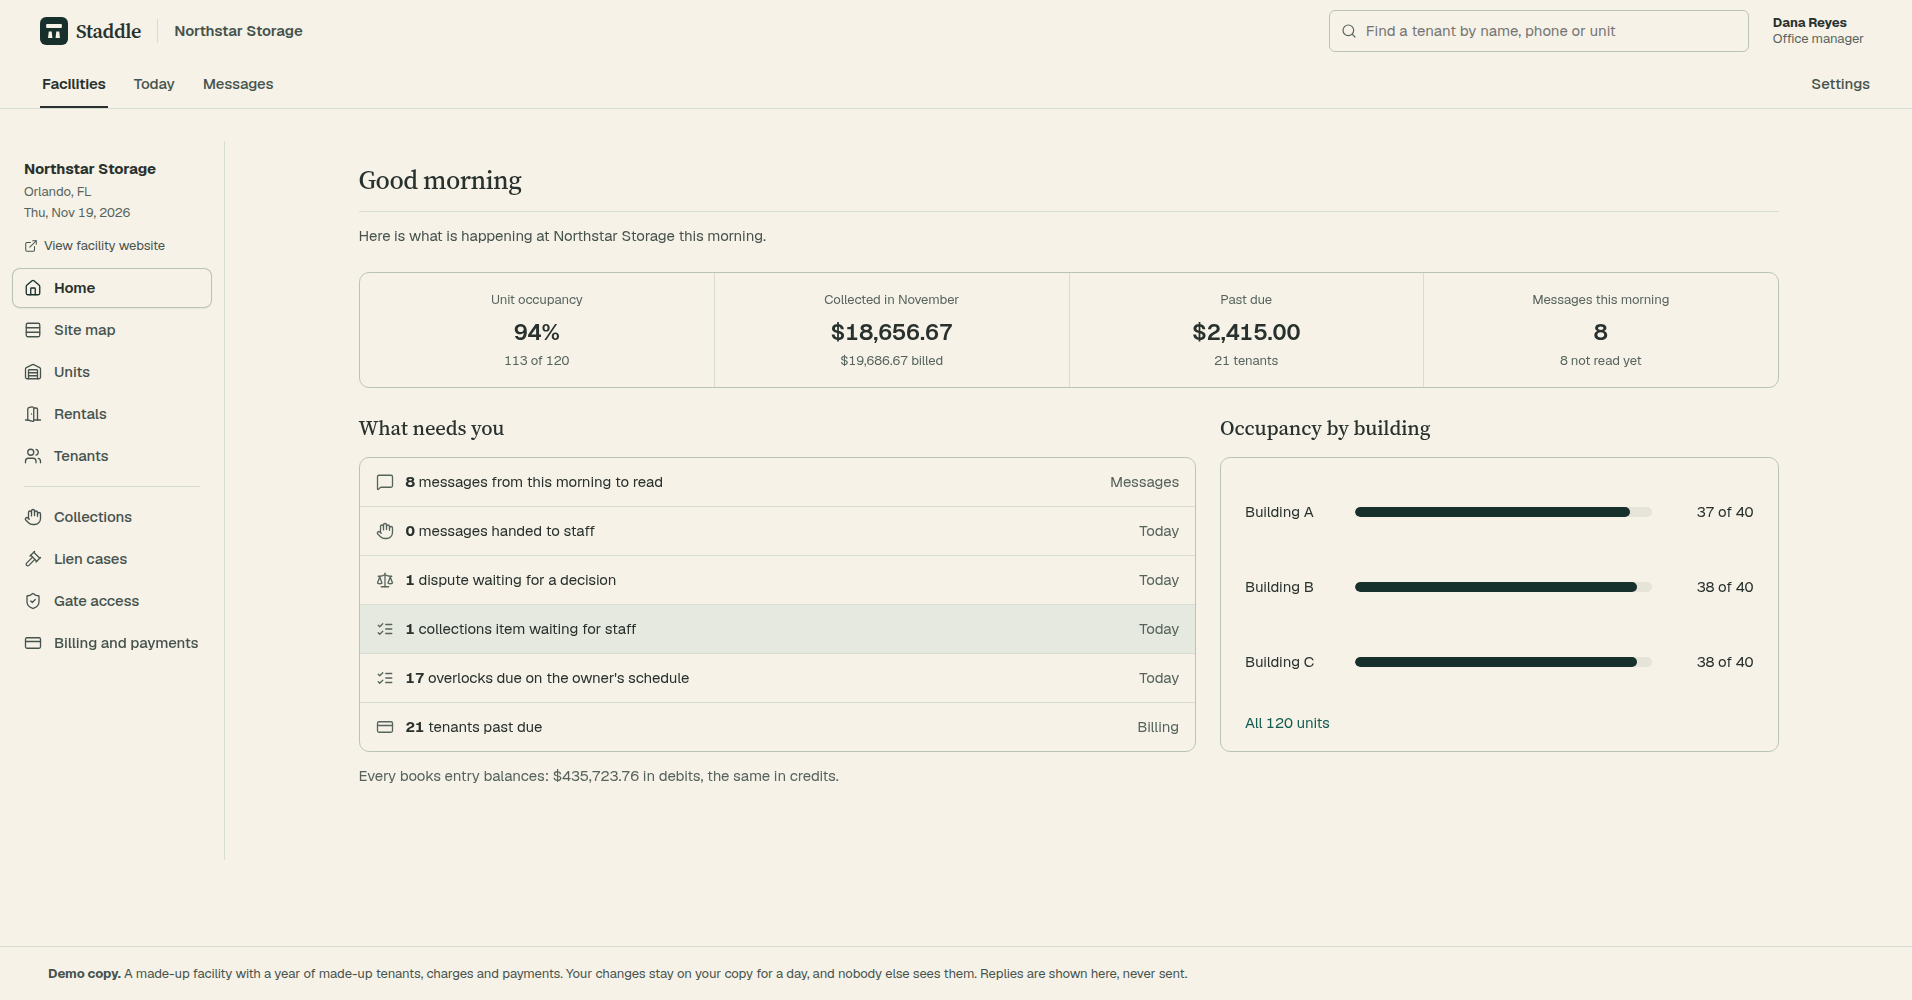 Staddle
Northstar Storage
Find a tenant by name, phone or unit
Dana Reyes
Office manager
Facilities
Today
Messages
Settings
Northstar Storage
Orlando, FL
Thu, Nov 19, 2026
View facility website
Home
Site map
Units
Rentals
Tenants
Collections
Lien cases
Gate access
Billing and payments
Good morning
Here is what is happening at Northstar Storage this morning.
Unit occupancy
94%
113 of 120
Collected in November
$18,656.67
$19,686.67 billed
Past due
$2,415.00
21 tenants
Messages this morning
8
8 not read yet
What needs you
8 messages from this morning to read Messages
0 messages handed to staff Today
1 dispute waiting for a decision Today
1 collections item waiting for staff Today
17 overlocks due on the owner's schedule Today
21 tenants past due Billing
Every books entry balances: $435,723.76 in debits, the same in credits.
Occupancy by building
Building A 37 of 40
Building B 38 of 40
Building C 38 of 40
All 120 units
Demo copy. A made-up facility with a year of made-up tenants, charges and payments. Your changes stay on your copy for a day, and nobody else sees them. Replies are shown here, never sent.